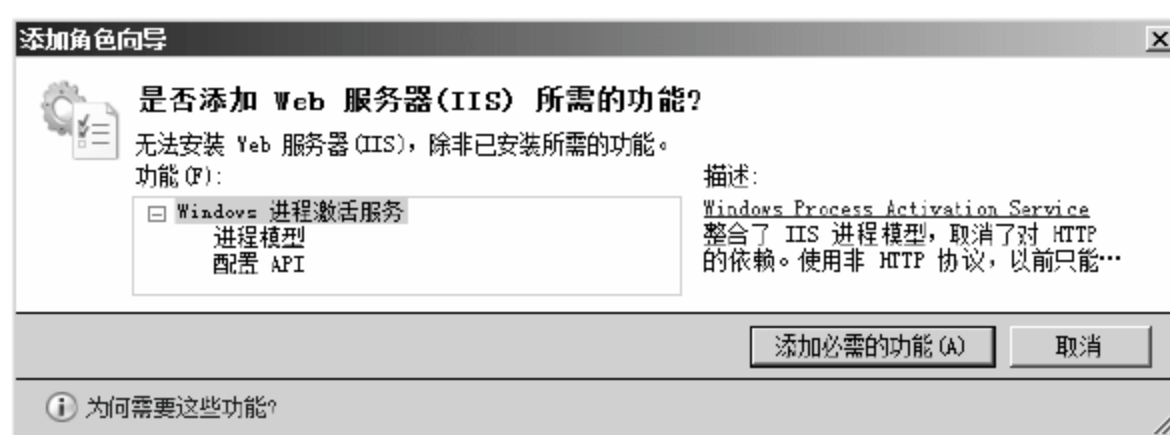 添加角色向导
是否添加 Web 服务器(IIS) 所需的功能?
无法安装 Web 服务器(IIS)，除非已安装所需的功能。
功能(F):
Windows 进程激活服务
进程模型
配置 API
描述:
Windows Process Activation Service
整合了 IIS 进程模型，取消了对 HTTP
的依赖。使用非 HTTP 协议，以前只能…
添加必需的功能(A)
取消
为何需要这些功能?